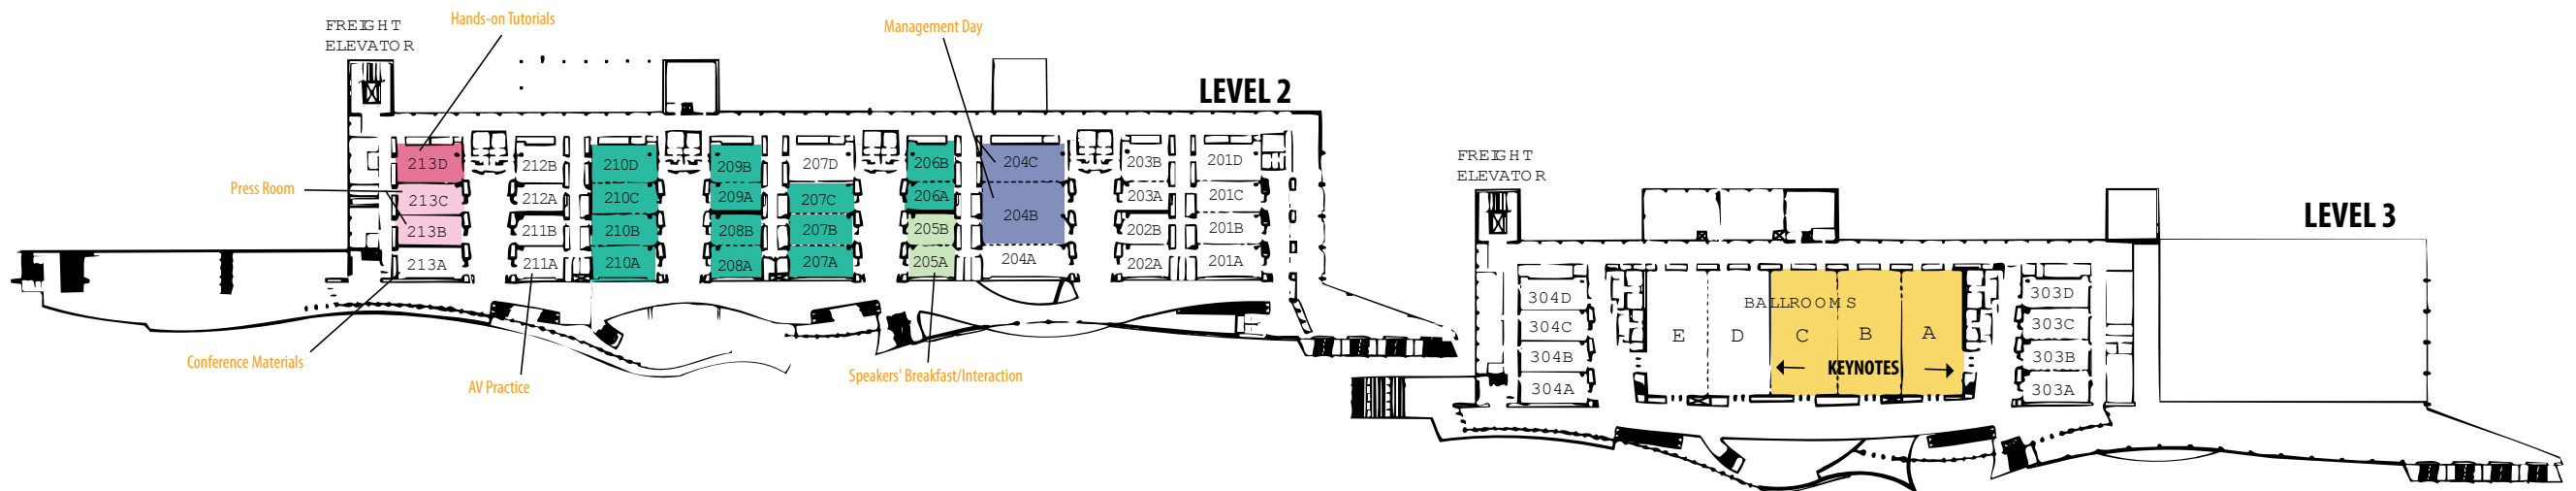 Hands-on Tutorials
FREIGHT
ELEVATOR
Management Day
LEVEL 2
213D
212B
210D
209B
207D
206B
204C
203B
201D
Press Room
213C
212A
210C
209A
207C
206A
203A
201C
204B
213B
211B
210B
208B
207B
205B
202B
201B
213A
211A
210A
208A
207A
205A
204A
202A
201A
Conference Materials
AV Practice
Speakers' Breakfast/Interaction
FREIGHT
ELEVATOR
LEVEL 3
304D
BALLROOMS
303D
304C
E
D
C
B
A
303C
304B
KEYNOTES
303B
304A
303A